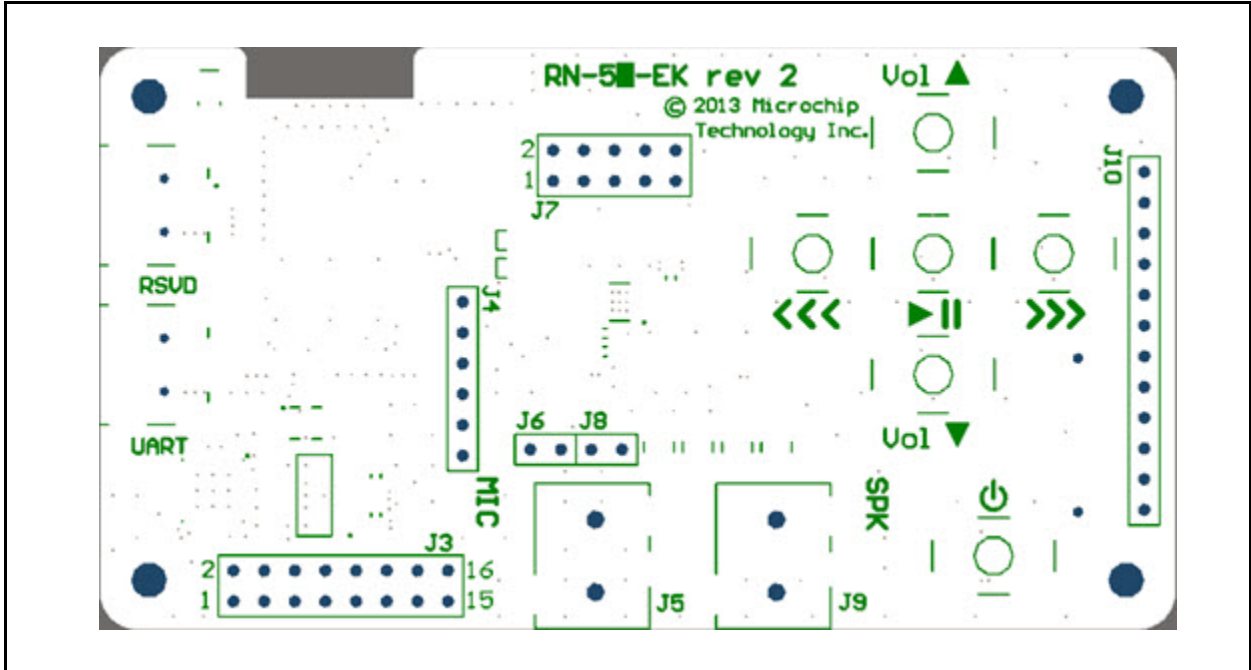 RN-5█-EK rev 2
© 2013 Microchip
Technology Inc.
Vol ▲
J10
2
1
J7
RSVD
J4
<<<
▶||
>>>
J6 J8
UART
Vol ▼
MIC
SPK
J3
2 16
1 15
J5
J9